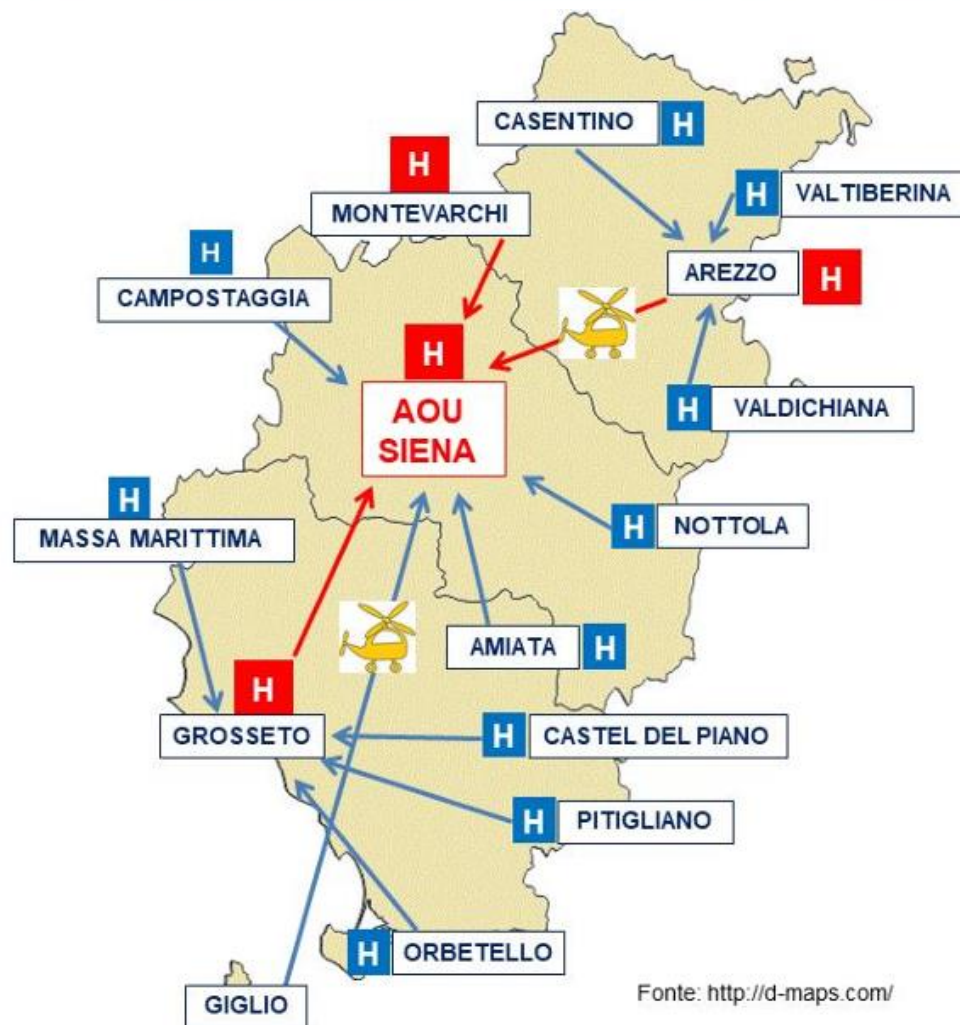 CASENTINO H
H
MONTEVARCHI
H VALTIBERINA
H
CAMPOSTAGGIA
AREZZO H
H
AOU
SIENA
H VALDICHIANA
H
MASSA MARITTIMA
H NOTTOLA
AMIATA H
H
GROSSETO
H CASTEL DEL PIANO
H PITIGLIANO
H ORBETELLO
GIGLIO
Fonte: http://d-maps.com/